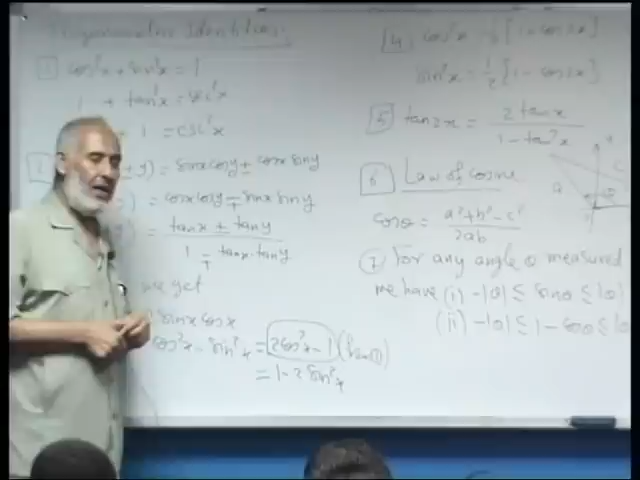 Trigonometric Identities
1 cos²x + sin²x = 1
1 + tan²x = sec²x
1 = csc²x
y) = sinx cosy ± cosx siny
) = cosx cosy ∓ sinx siny
) = tanx ± tany / 1 ∓ tanx·tany
we get
sinx cosx
cos²x - sin²x = 2cos²x - 1
= 1 - 2 sin²x
4 cos²x = 1/2 [1 + cos2x]
sin²x = 1/2 [1 - cos2x]
5 tan2x = 2 tanx / 1 - tan²x
6 Law of cosine
a
c
θ
cosθ = a² + b² - c² / 2ab
7 For any angle θ measured
we have (i) -|θ| ≤ sinθ ≤ |θ|
(ii) -|θ| ≤ 1 - cosθ ≤ |θ